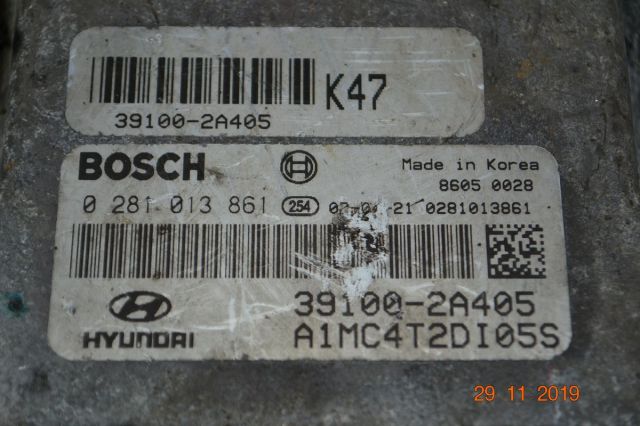 K47
39100-2A405
BOSCH
Made in Korea
8605 0028
0 281 013 861 254 21 0281013861
39100-2A405
HYUNDAI A1MC4T2DI05S
29 11 2019